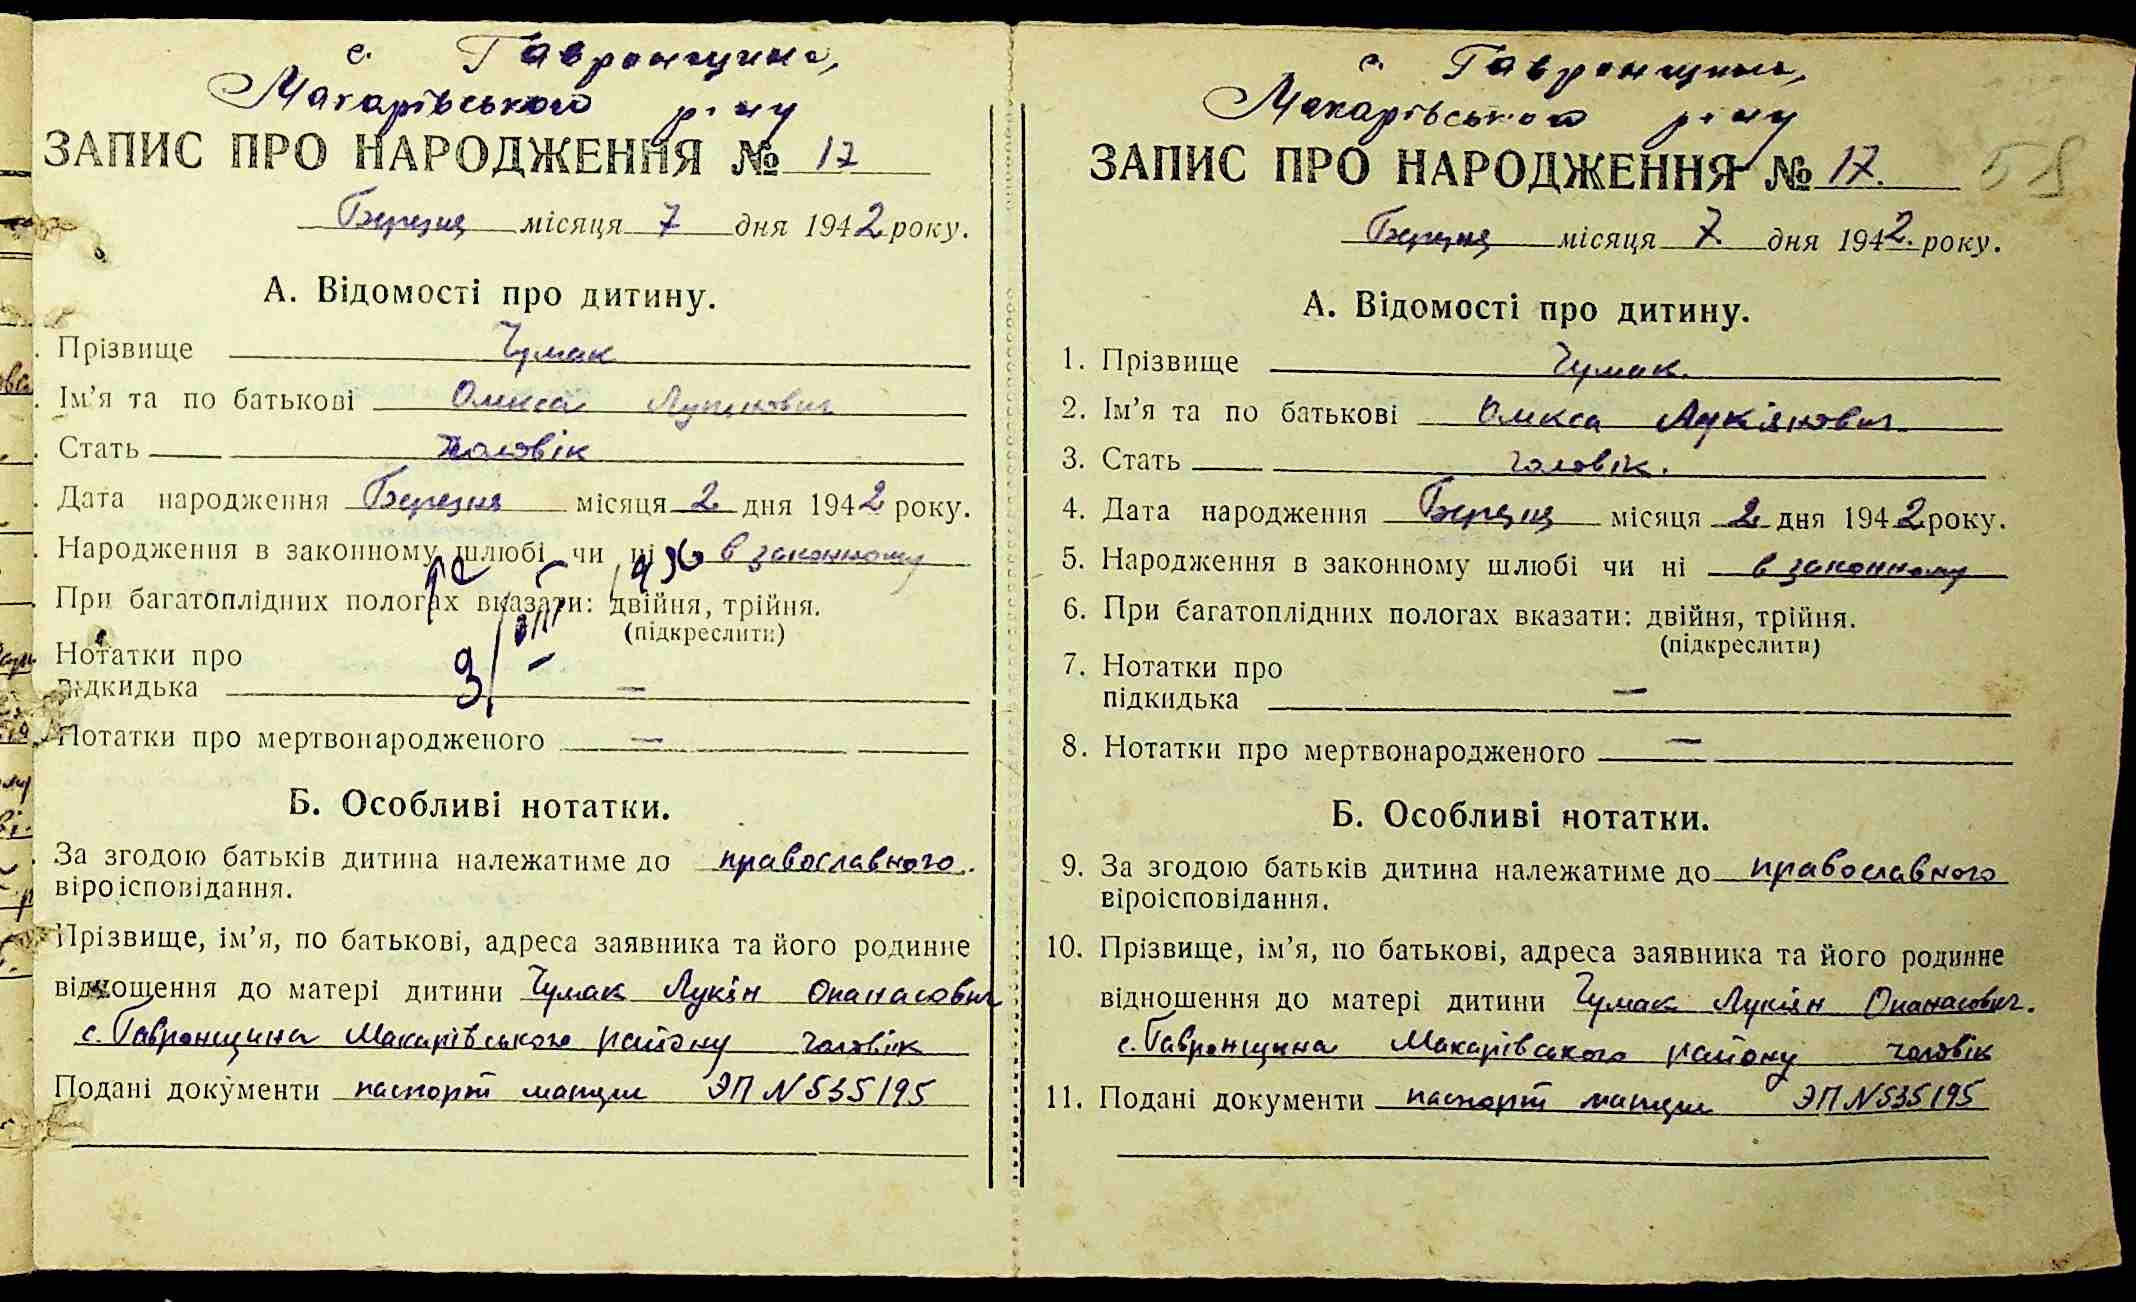 с. Гавронщина,
Макарівського р-ну
ЗАПИС ПРО НАРОДЖЕННЯ № 17
Березня місяця 7 дня 1942 року.
А. Відомості про дитину.
Прізвище Чумак
Ім'я та по батькові Олекса
Стать чоловік
Дата народження Березня місяця 2 дня 1942 року.
Народження в законному шлюбі чи ні в законному
При багатоплідних пологах вказати: двійня, трійня.
(підкреслити)
Нотатки про
підкидька —
Нотатки про мертвонародженого —
Б. Особливі нотатки.
За згодою батьків дитина належатиме до православного
віроісповідання.
Прізвище, ім'я, по батькові, адреса заявника та його родинне
відношення до матері дитини Чумак Лукян Опанасович
с. Гавронщина Макарівського району чоловік
Подані документи паспорт матери ЭП N 535195
с. Гавронщина,
Макарівського р-ну
ЗАПИС ПРО НАРОДЖЕННЯ № 17.
58
Березня місяця 7 дня 1942. року.
А. Відомості про дитину.
1. Прізвище Чумак.
2. Ім'я та по батькові Олекса Лукянович
3. Стать чоловік.
4. Дата народження Березня місяця 2 дня 1942 року.
5. Народження в законному шлюбі чи ні в законному
6. При багатоплідних пологах вказати: двійня, трійня.
(підкреслити)
7. Нотатки про
підкидька —
8. Нотатки про мертвонародженого —
Б. Особливі нотатки.
9. За згодою батьків дитина належатиме до православного
віроісповідання.
10. Прізвище, ім'я, по батькові, адреса заявника та його родинне
відношення до матері дитини Чумак Лукян Опанасович.
с. Гавронщина Макарівського району чоловік
11. Подані документи паспорт матери ЭП N 535195